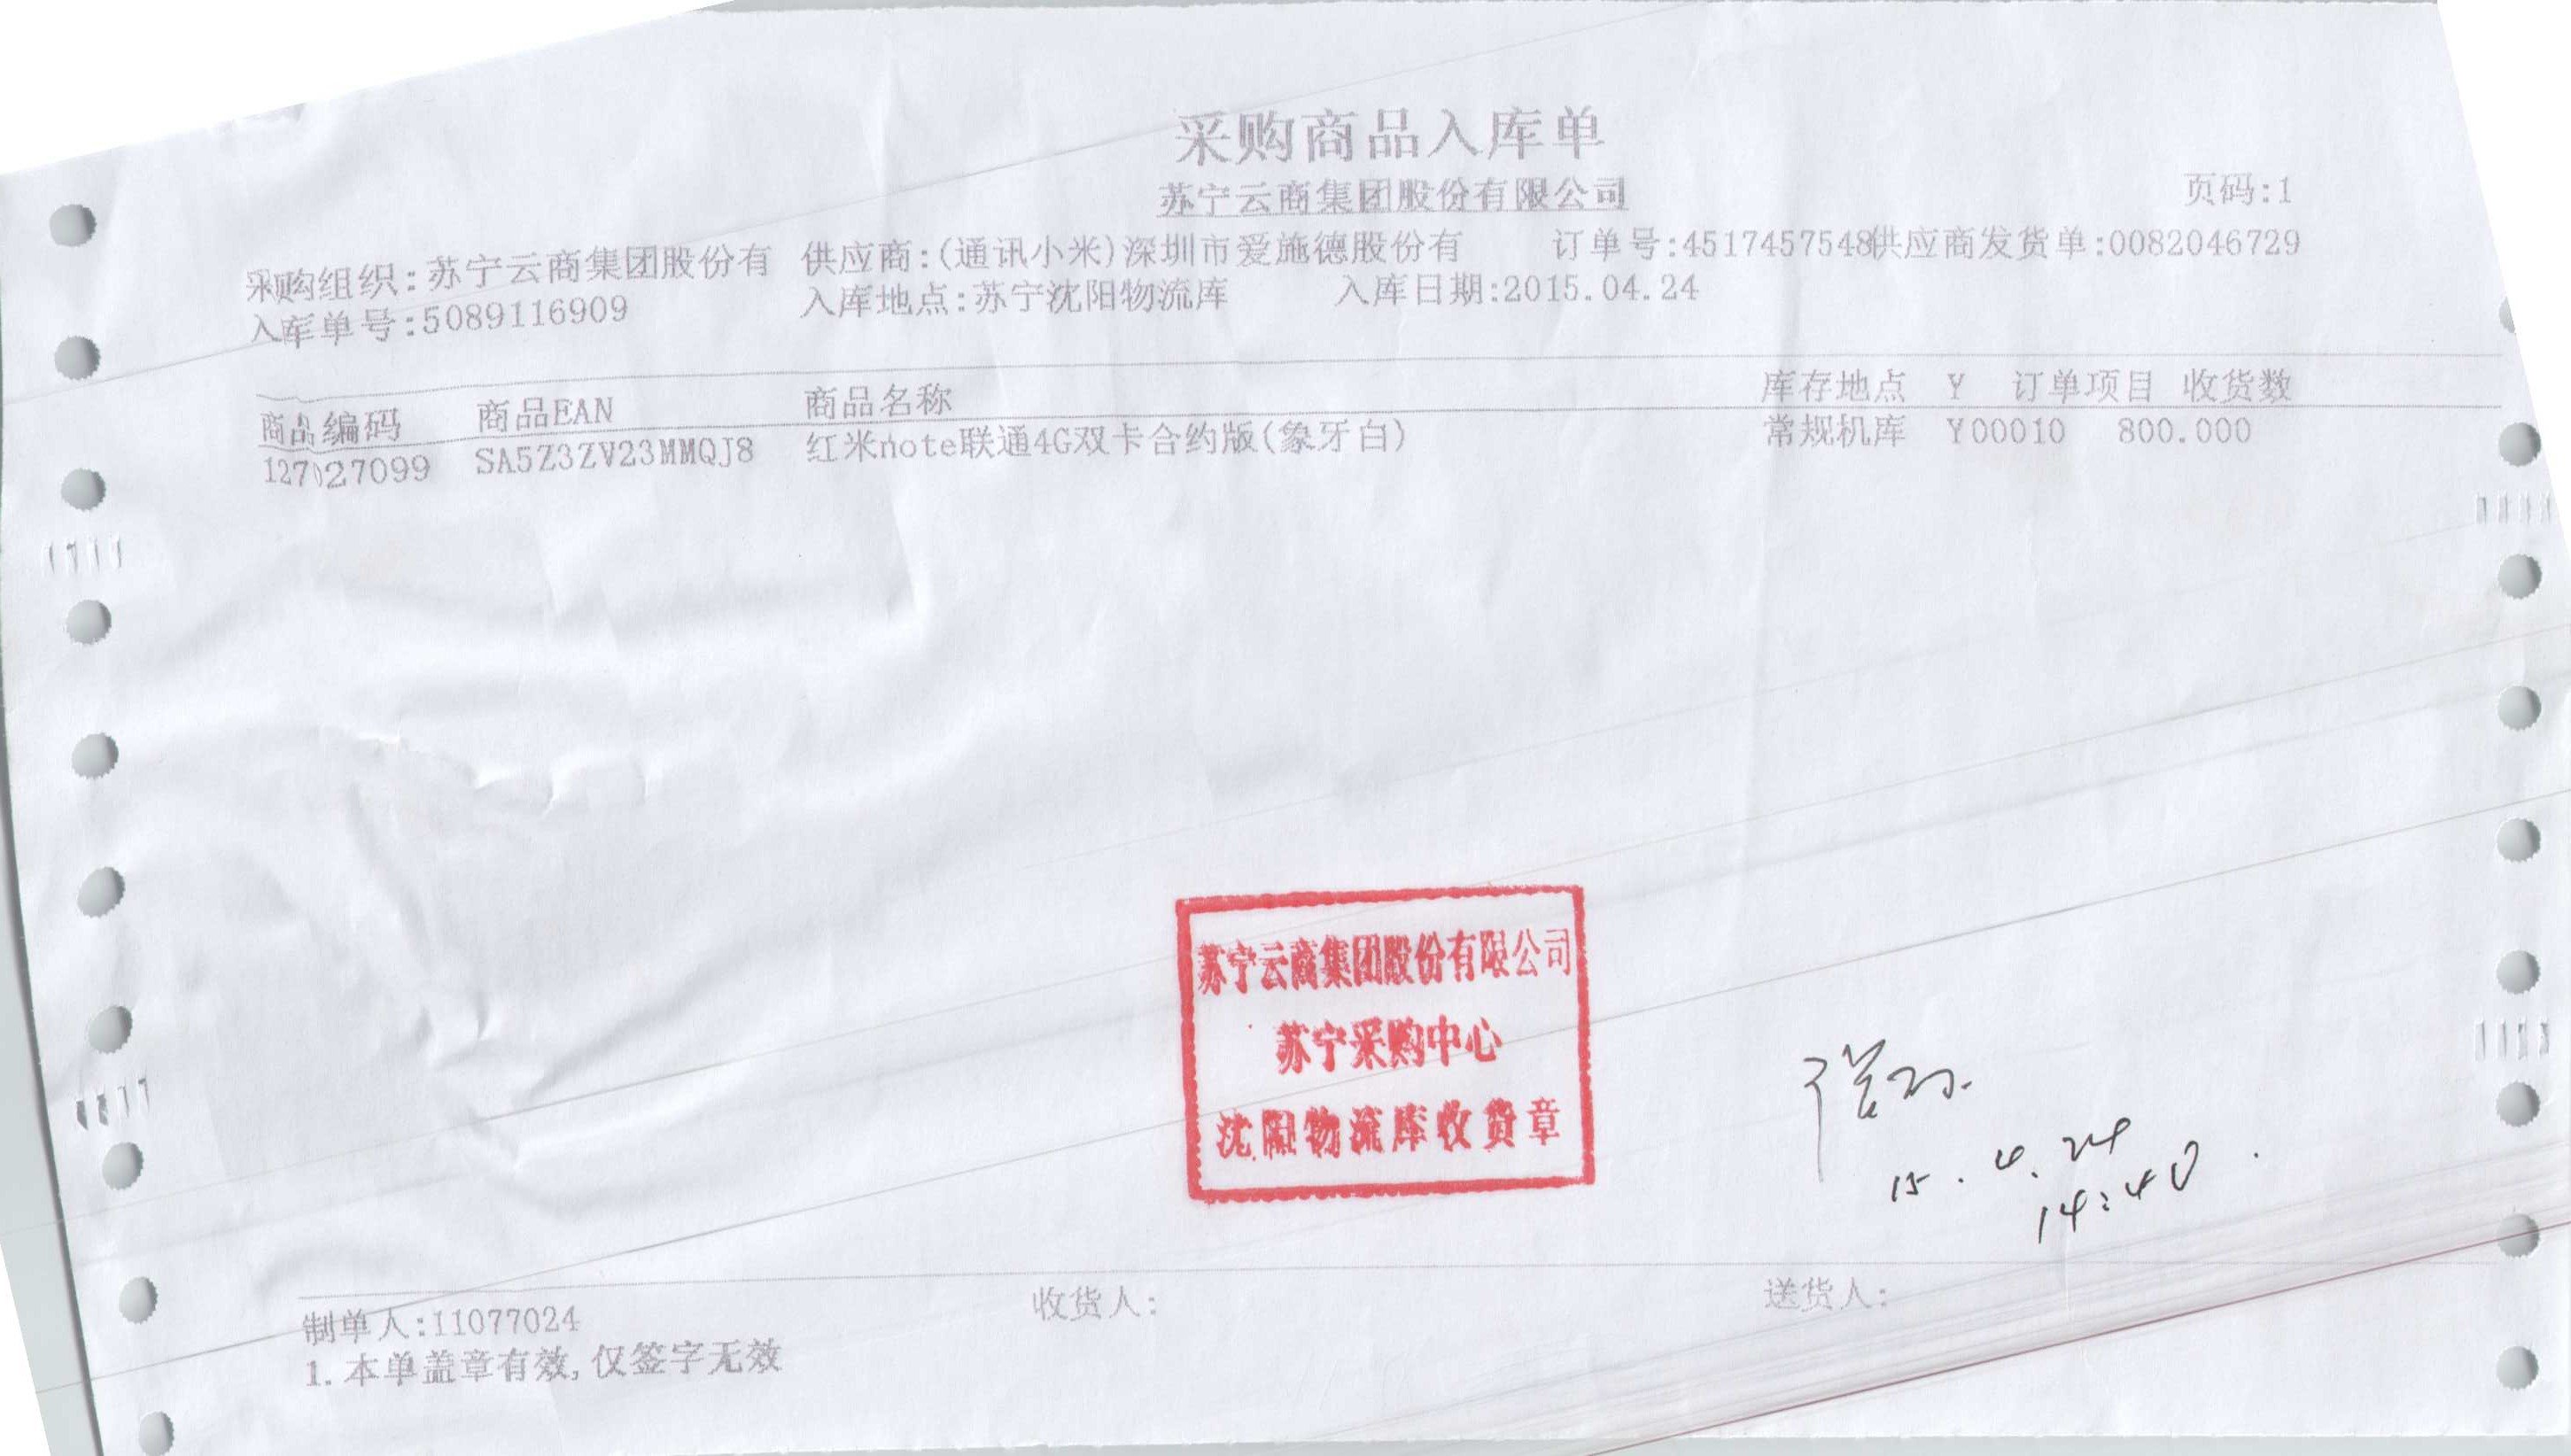 采购商品入库单
苏宁云商集团股份有限公司
页码:1
采购组织:苏宁云商集团股份有 供应商:(通讯小米)深圳市爱施德股份有 订单号:4517457548供应商发货单:0082046729
入库单号:5089116909 入库地点:苏宁沈阳物流库 入库日期:2015.04.24
商品编码 商品EAN 商品名称 库存地点 Y 订单项目 收货数
127027099 SA5Z3ZV23MMQJ8 红米note联通4G双卡合约版(象牙白) 常规机库 Y00010 800.000
苏宁云商集团股份有限公司
苏宁采购中心
沈阳物流库收货章
15.4.24
14:40
制单人:11077024 收货人: 送货人:
1.本单盖章有效,仅签字无效